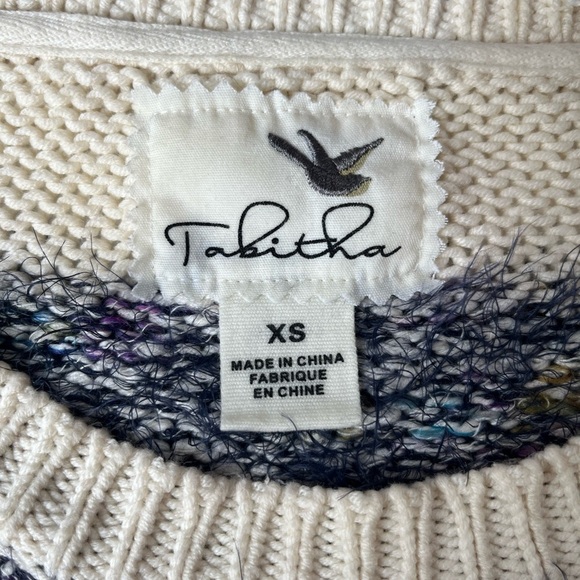 Tabitha
XS
MADE IN CHINA
FABRIQUE
EN CHINE